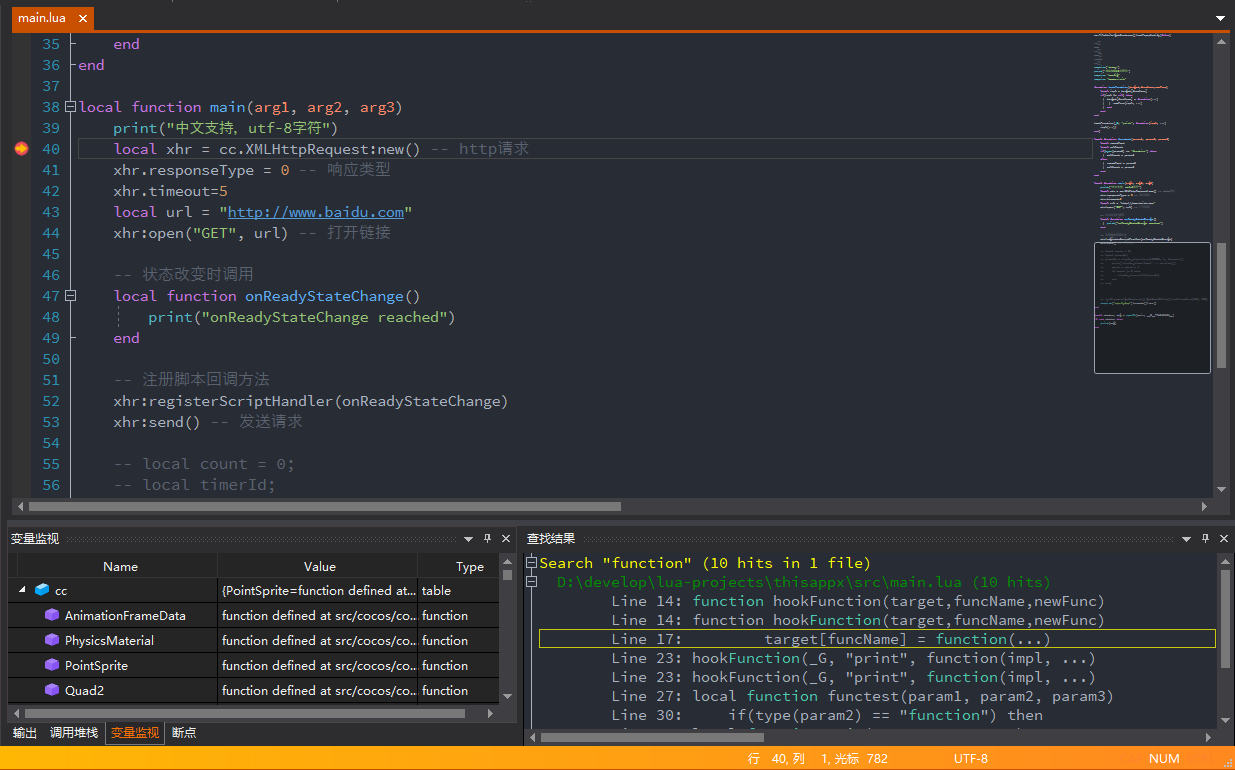 main.lua
35 end
36 end
37
38 local function main(arg1, arg2, arg3)
39 print("中文支持, utf-8字符")
40 local xhr = cc.XMLHttpRequest:new() -- http请求
41 xhr.responseType = 0 -- 响应类型
42 xhr.timeout=5
43 local url = "http://www.baidu.com"
44 xhr:open("GET", url) -- 打开链接
45
46 -- 状态改变时调用
47 local function onReadyStateChange()
48 print("onReadyStateChange reached")
49 end
50
51 -- 注册脚本回调方法
52 xhr:registerScriptHandler(onReadyStateChange)
53 xhr:send() -- 发送请求
54
55 -- local count = 0;
56 -- local timerId;
变量监视
Name Value Type
cc {PointSprite=function defined at... table
AnimationFrameData function defined at src/cocos/co... function
PhysicsMaterial function defined at src/cocos/co... function
PointSprite function defined at src/cocos/co... function
Quad2 function defined at src/cocos/co... function
输出 调用堆栈 变量监视 断点
查找结果
Search "function" (10 hits in 1 file)
D:\develop\lua-projects\thisappx\src\main.lua (10 hits)
Line 14: function hookFunction(target,funcName,newFunc)
Line 14: function hookFunction(target,funcName,newFunc)
Line 17: target[funcName] = function(...)
Line 23: hookFunction(_G, "print", function(impl, ...)
Line 23: hookFunction(_G, "print", function(impl, ...)
Line 27: local function functest(param1, param2, param3)
Line 30: if(type(param2) == "function") then
行 40, 列 1, 光标 782 UTF-8 NUM